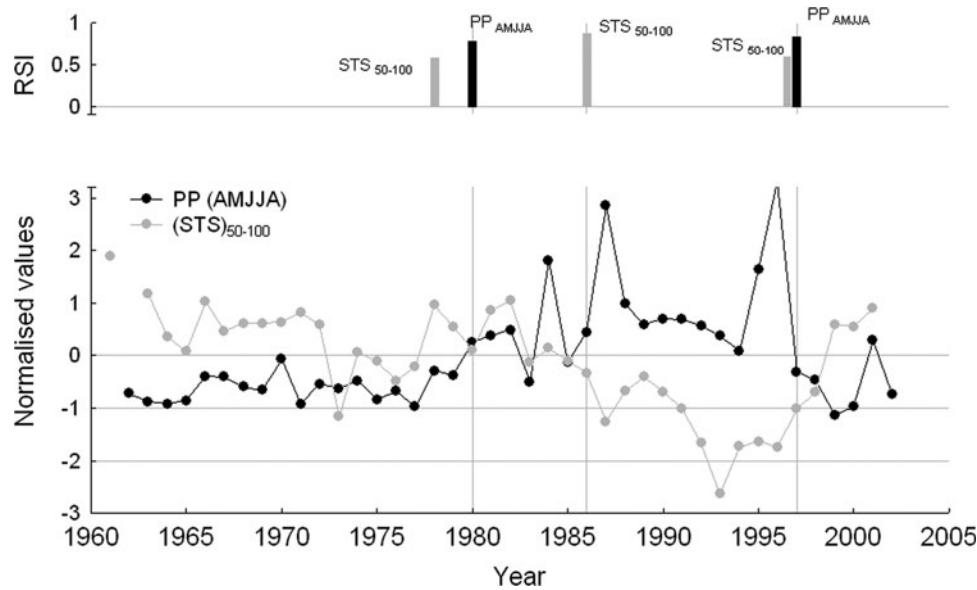 RSI
1
0.5
0
STS 50-100
PP AMJJA
STS 50-100
STS 50-100
PP AMJJA
Normalised values
3
2
1
0
-1
-2
-3
PP (AMJJA)
(STS)50-100
1960 1965 1970 1975 1980 1985 1990 1995 2000 2005
Year